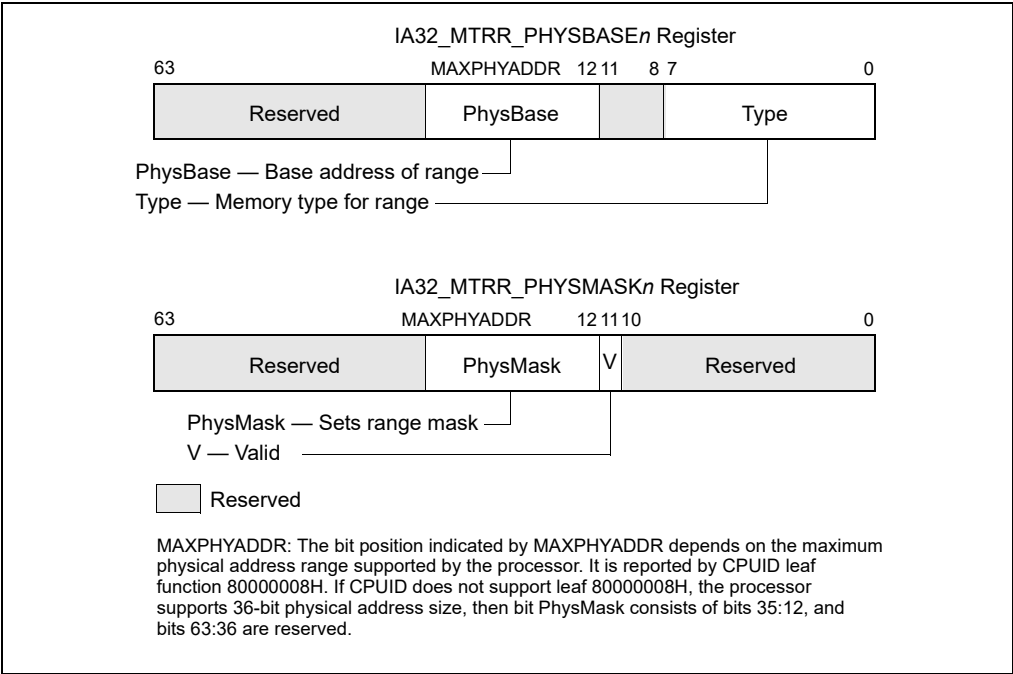 IA32_MTRR_PHYSBASEn Register
63 MAXPHYADDR 12 11 8 7 0
Reserved PhysBase Type
PhysBase — Base address of range
Type — Memory type for range
IA32_MTRR_PHYSMASKn Register
63 MAXPHYADDR 12 11 10 0
Reserved PhysMask V Reserved
PhysMask — Sets range mask
V — Valid
Reserved
MAXPHYADDR: The bit position indicated by MAXPHYADDR depends on the maximum
physical address range supported by the processor. It is reported by CPUID leaf
function 80000008H. If CPUID does not support leaf 80000008H, the processor
supports 36-bit physical address size, then bit PhysMask consists of bits 35:12, and
bits 63:36 are reserved.